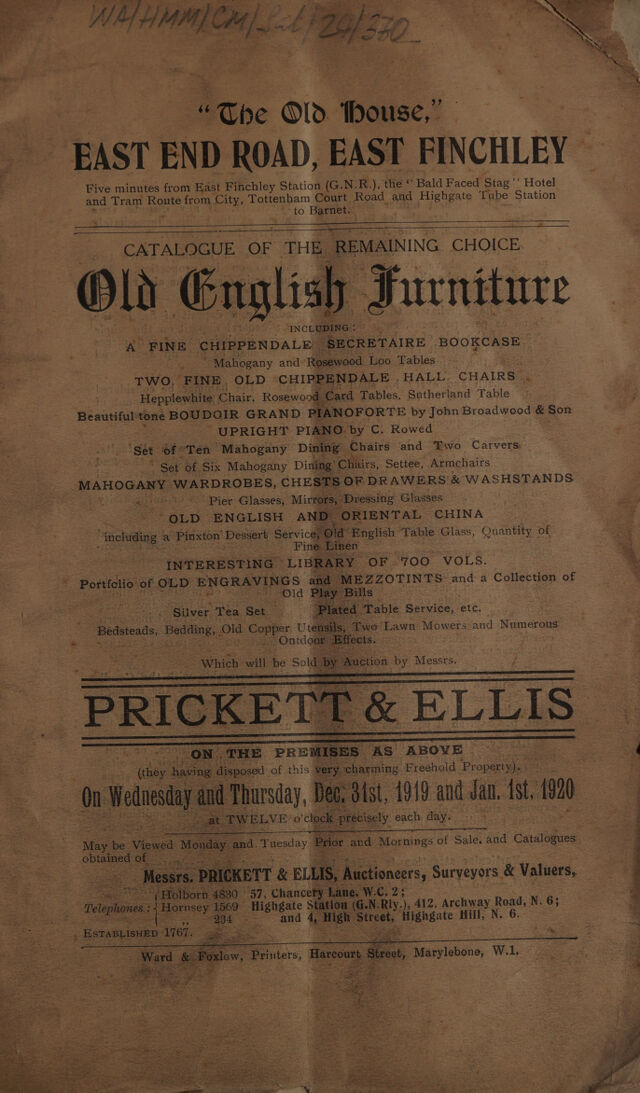 WA/HMM/CM/Sal/24/370
"The Old House,"
EAST END ROAD, EAST FINCHLEY
Five minutes from East Finchley Station (G.N.R.), the "Bald Faced Stag" Hotel
and Tram Route from City, Tottenham Court Road and Highgate Tube Station
to Barnet.
CATALOGUE OF THE REMAINING CHOICE
Old English Furniture
INCLUDING:
A FINE CHIPPENDALE SECRETAIRE BOOKCASE
Mahogany and Rosewood Loo Tables
TWO FINE OLD CHIPPENDALE HALL CHAIRS
Hepplewhite Chair, Rosewood Card Tables, Sutherland Table
Beautiful tone BOUDOIR GRAND PIANOFORTE by John Broadwood & Son
UPRIGHT PIANO by C. Rowed
Set of Ten Mahogany Dining Chairs and Two Carvers
Set of Six Mahogany Dining Chairs, Settee, Armchairs
MAHOGANY WARDROBES, CHESTS OF DRAWERS & WASHSTANDS
Pier Glasses, Mirrors, Dressing Glasses
OLD ENGLISH AND ORIENTAL CHINA
including a Pinxton Dessert Service, Old English Table Glass, Quantity of
Fine Linen
INTERESTING LIBRARY OF 700 VOLS.
Portfolio of OLD ENGRAVINGS and MEZZOTINTS and a Collection of
Old Play Bills
Silver Tea Set Plated Table Service, etc.
Bedsteads, Bedding, Old Copper Utensils, Two Lawn Mowers and Numerous
Outdoor Effects.
Which will be Sold by Auction by Messrs.
PRICKETT & ELLIS
ON THE PREMISES AS ABOVE
(they having disposed of this very charming Freehold Property),
On Wednesday and Thursday, Dec. 31st, 1919 and Jan. 1st, 1920
at TWELVE o'clock precisely each day.
May be Viewed Monday and Tuesday Prior and Mornings of Sale, and Catalogues
obtained of
Messrs. PRICKETT & ELLIS, Auctioneers, Surveyors & Valuers,
Holborn 4830 57, Chancery Lane, W.C. 2;
Telephones: Hornsey 1569 Highgate Station (G.N.Rly.), 412, Archway Road, N. 6;
" 234 and 4, High Street, Highgate Hill, N. 6.
ESTABLISHED 1767.
Ward & Foxlow, Printers, Harcourt Street, Marylebone, W.1.